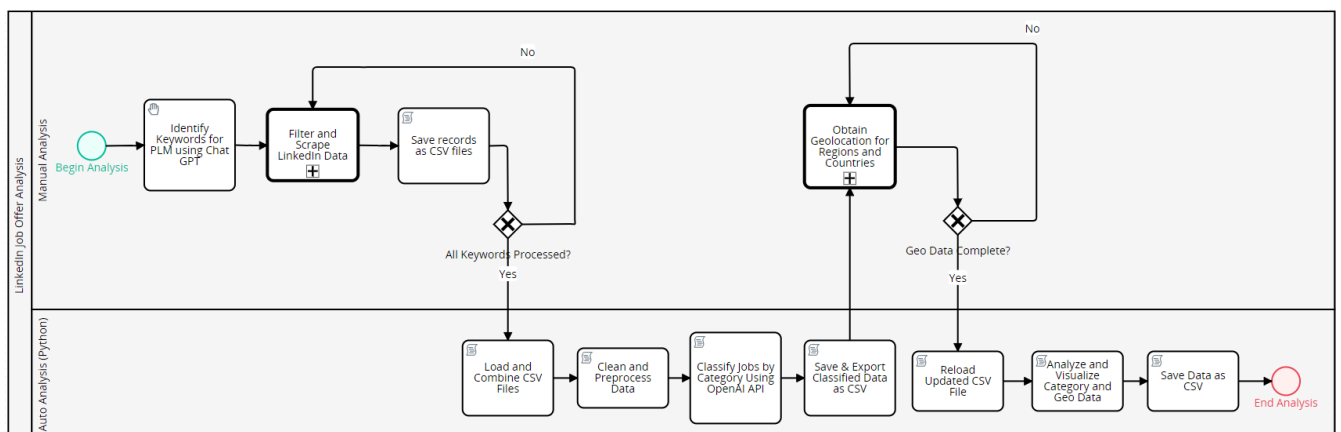 LinkedIn Job Offer Analysis
Manual Analysis
Begin Analysis
Identify
Keywords for
PLM using Chat
GPT
Filter and
Scrape
LinkedIn Data
Save records
as CSV files
No
All Keywords Processed?
Yes
Obtain
Geolocation for
Regions and
Countries
No
Geo Data Complete?
Yes
Auto Analysis (Python)
Load and
Combine CSV
Files
Clean and
Preprocess
Data
Classify Jobs by
Category Using
OpenAI API
Save & Export
Classified Data
as CSV
Reload
Updated CSV
File
Analyze and
Visualize
Category and
Geo Data
Save Data as
CSV
End Analysis